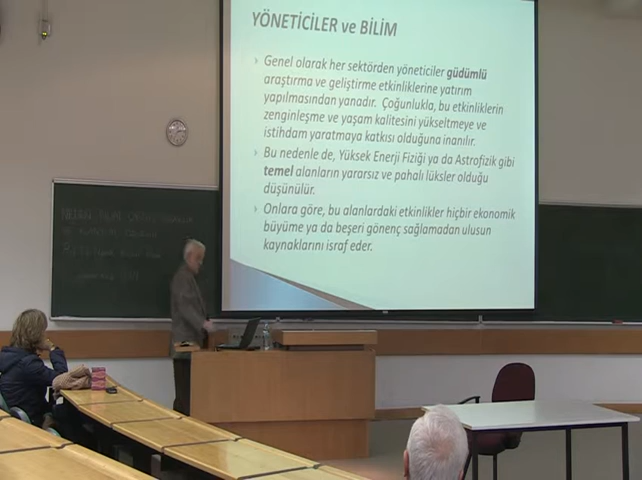 YÖNETİCİLER ve BİLİM
Genel olarak her sektörden yöneticiler güdümlü
araştırma ve geliştirme etkinliklerine yatırım
yapılmasından yanadır. Çoğunlukla, bu etkinliklerin
zenginleşme ve yaşam kalitesini yükseltmeye ve
istihdam yaratmaya katkısı olduğuna inanılır.
Bu nedenle de, Yüksek Enerji Fiziği ya da Astrofizik gibi
temel alanların yararsız ve pahalı lüksler olduğu
düşünülür.
Onlara göre, bu alanlardaki etkinlikler hiçbir ekonomik
büyüme ya da beşeri gönenç sağlamadan ulusun
kaynaklarını israf eder.